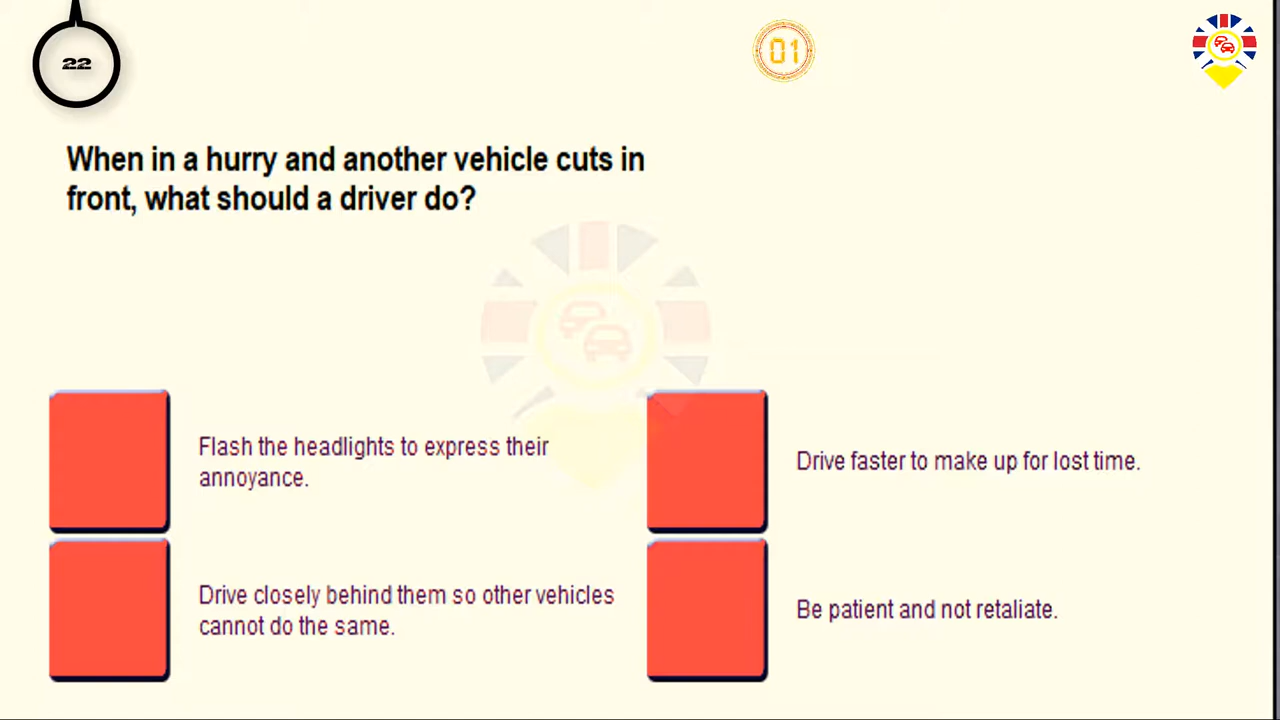 22
01
When in a hurry and another vehicle cuts in
front, what should a driver do?
Flash the headlights to express their
annoyance.
Drive faster to make up for lost time.
Drive closely behind them so other vehicles
cannot do the same.
Be patient and not retaliate.